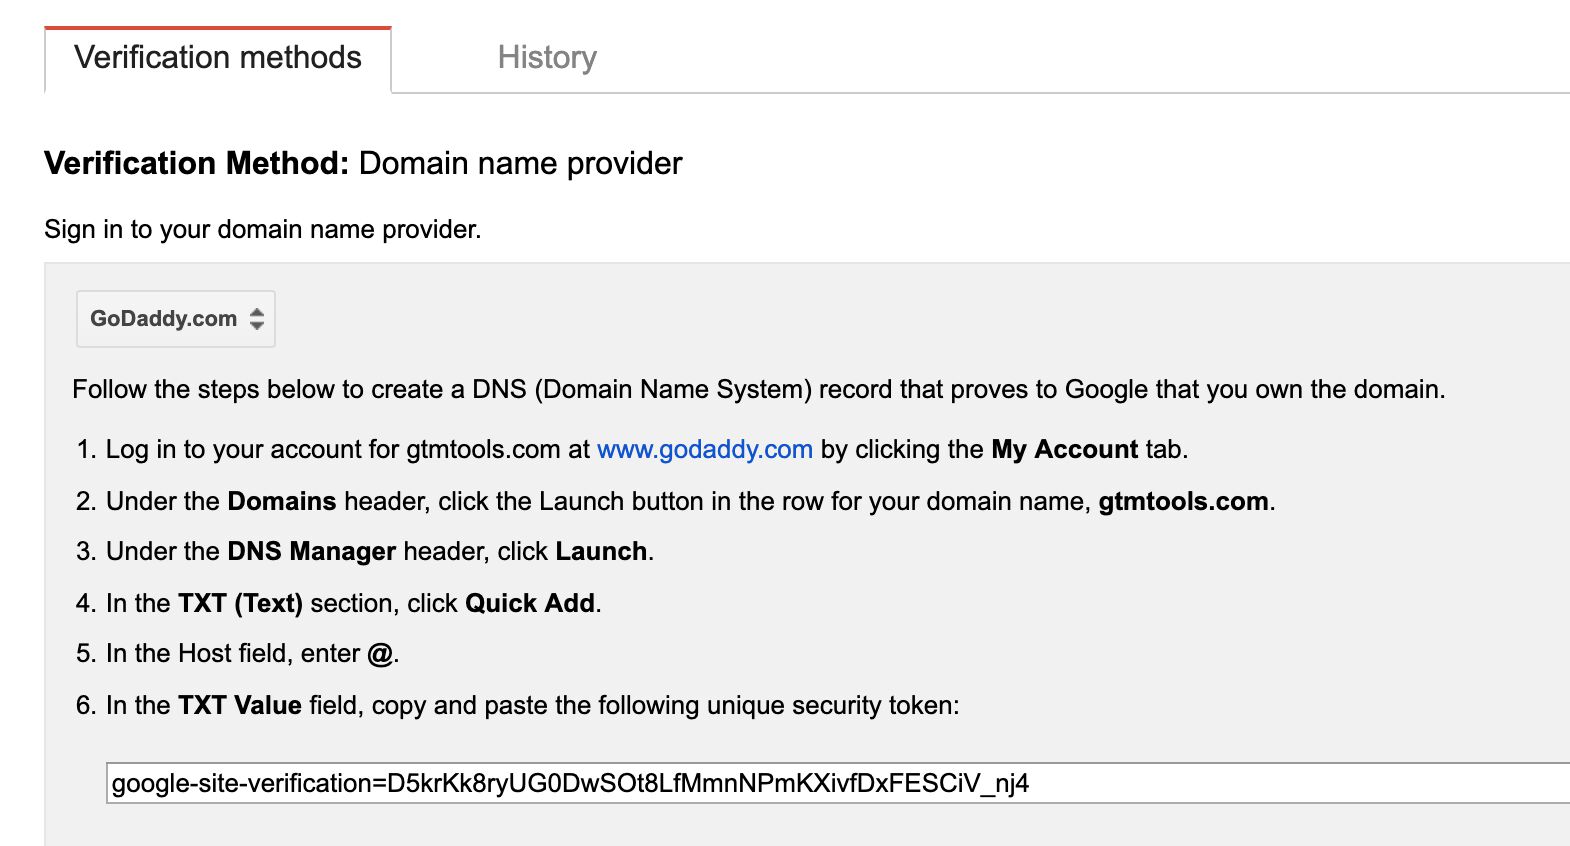 Verification methods
History
Verification Method: Domain name provider
Sign in to your domain name provider.
GoDaddy.com
Follow the steps below to create a DNS (Domain Name System) record that proves to Google that you own the domain.
1. Log in to your account for gtmtools.com at www.godaddy.com by clicking the My Account tab.
2. Under the Domains header, click the Launch button in the row for your domain name, gtmtools.com.
3. Under the DNS Manager header, click Launch.
4. In the TXT (Text) section, click Quick Add.
5. In the Host field, enter @.
6. In the TXT Value field, copy and paste the following unique security token:
google-site-verification=D5krKk8ryUG0DwSOt8LfMmnNPmKXivfDxFESCiV_nj4